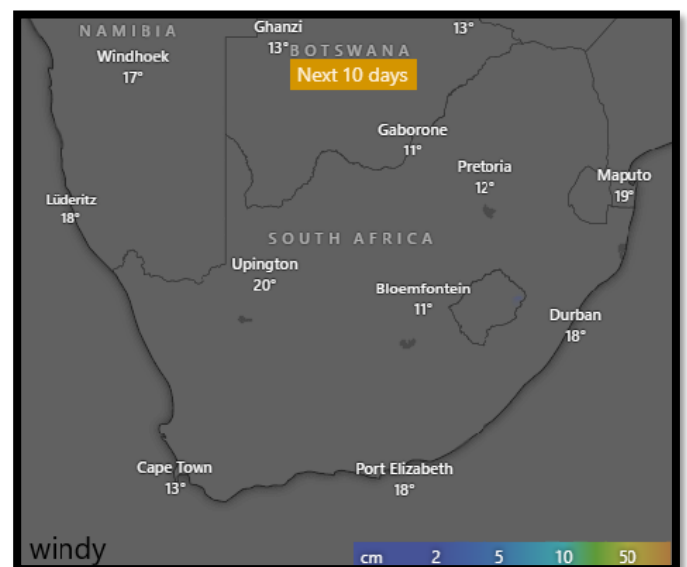 NAMIBIA
Windhoek
17°
Ghanzi
13°
BOTSWANA
13°
Next 10 days
Gaborone
11°
Pretoria
12°
Maputo
19°
Lüderitz
18°
SOUTH AFRICA
Upington
20°
Bloemfontein
11°
Durban
18°
Cape Town
13°
Port Elizabeth
18°
windy
cm 2 5 10 50